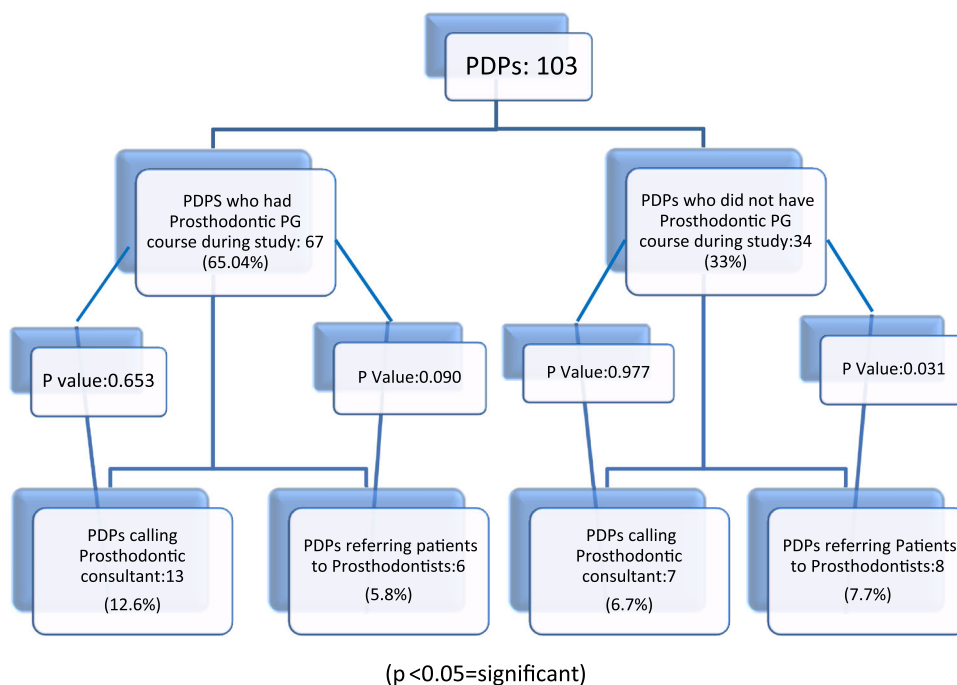 PDPs: 103
PDPS who had
Prosthodontic PG
course during study: 67
(65.04%)
PDPs who did not have
Prosthodontic PG
course during study:34
(33%)
P value:0.653
P Value:0.090
P Value:0.977
P Value:0.031
PDPs calling
Prosthodontic
consultant:13
(12.6%)
PDPs referring patients
to Prosthodontists:6
(5.8%)
PDPs calling
Prosthodontic
consultant:7
(6.7%)
PDPs referring Patients
to Prosthodontists:8
(7.7%)
(p <0.05=significant)